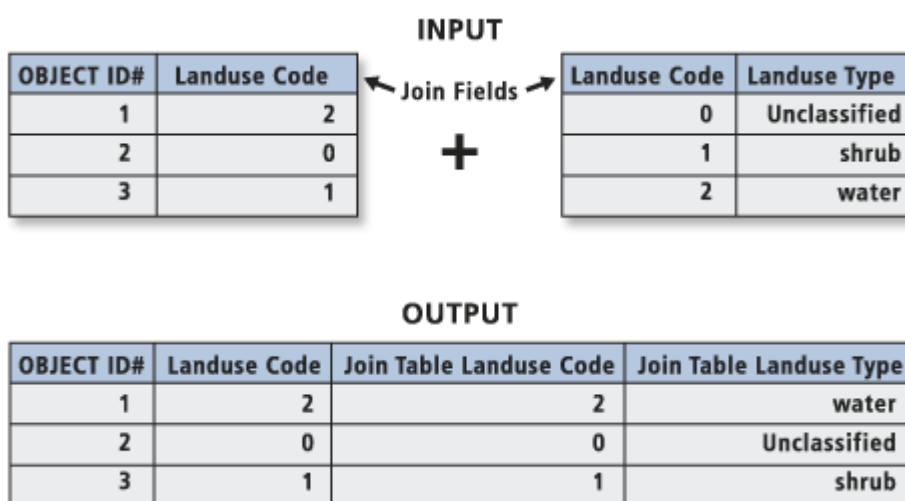 INPUT
OBJECT ID# Landuse Code Join Fields Landuse Code Landuse Type
1 2 0 Unclassified
2 0 + 1 shrub
3 1 2 water
OUTPUT
OBJECT ID# Landuse Code Join Table Landuse Code Join Table Landuse Type
1 2 2 water
2 0 0 Unclassified
3 1 1 shrub